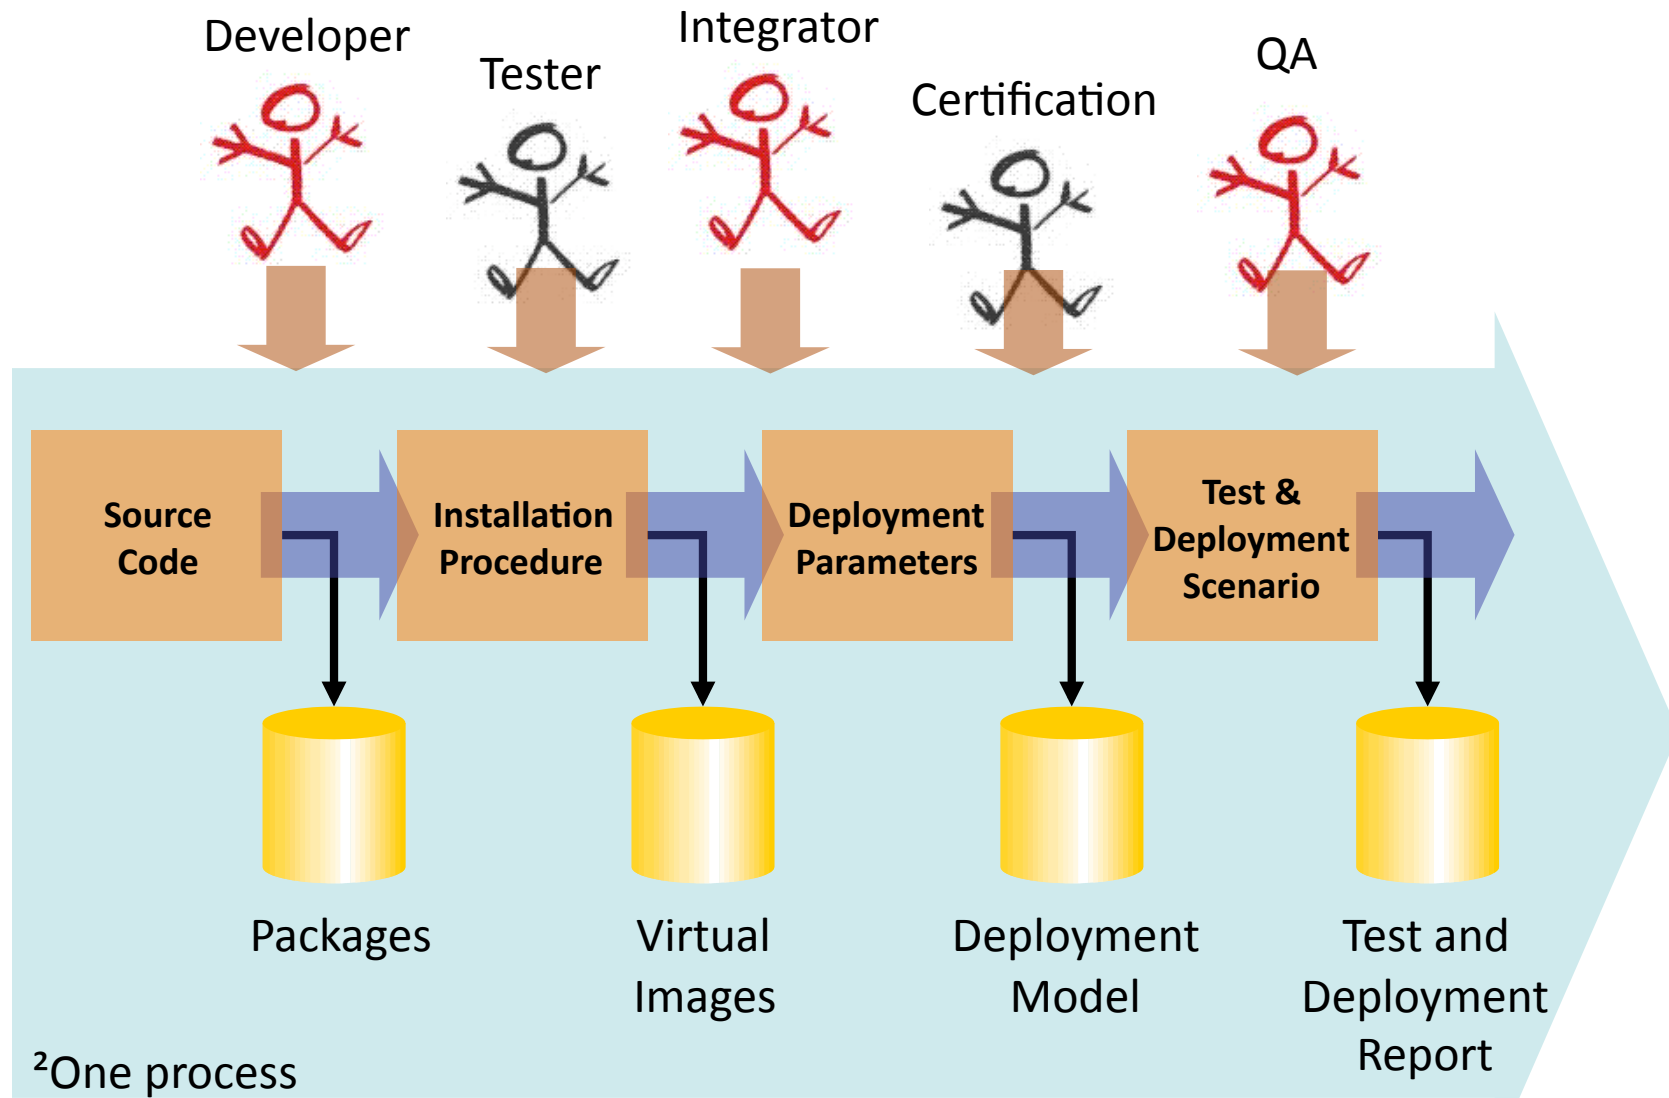 Developer
Tester
Integrator
Certification
QA
Source
Code
Installation
Procedure
Deployment
Parameters
Test &
Deployment
Scenario
Packages
Virtual
Images
Deployment
Model
Test and
Deployment
Report
²One process